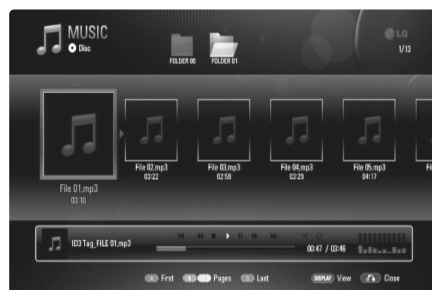 MUSIC
Disc
FOLDER 00
FOLDER 01
LG
1/13
File 01.mp3
03:10
File 02.mp3
03:22
File 03.mp3
02:58
File 04.mp3
03:29
File 05.mp3
04:17
ID3 Tag_FILE 01.mp3
00:47 / 03:46
First
Pages
Last
DISPLAY View
Close